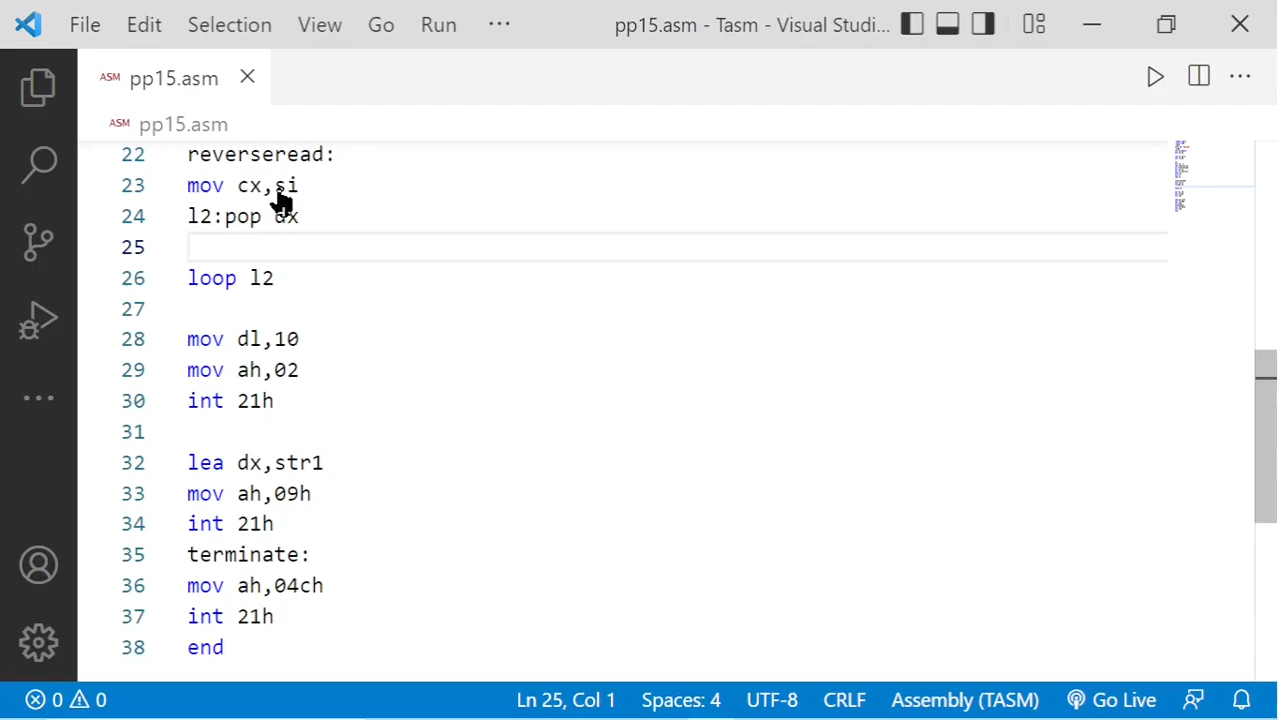 File Edit Selection View Go Run ··· pp15.asm - Tasm - Visual Studi...
ASM pp15.asm
ASM pp15.asm
22 reverseread:
23 mov cx,si
24 l2:pop dx
25
26 loop l2
27
28 mov dl,10
29 mov ah,02
30 int 21h
31
32 lea dx,str1
33 mov ah,09h
34 int 21h
35 terminate:
36 mov ah,04ch
37 int 21h
38 end
0 0 Ln 25, Col 1 Spaces: 4 UTF-8 CRLF Assembly (TASM) Go Live